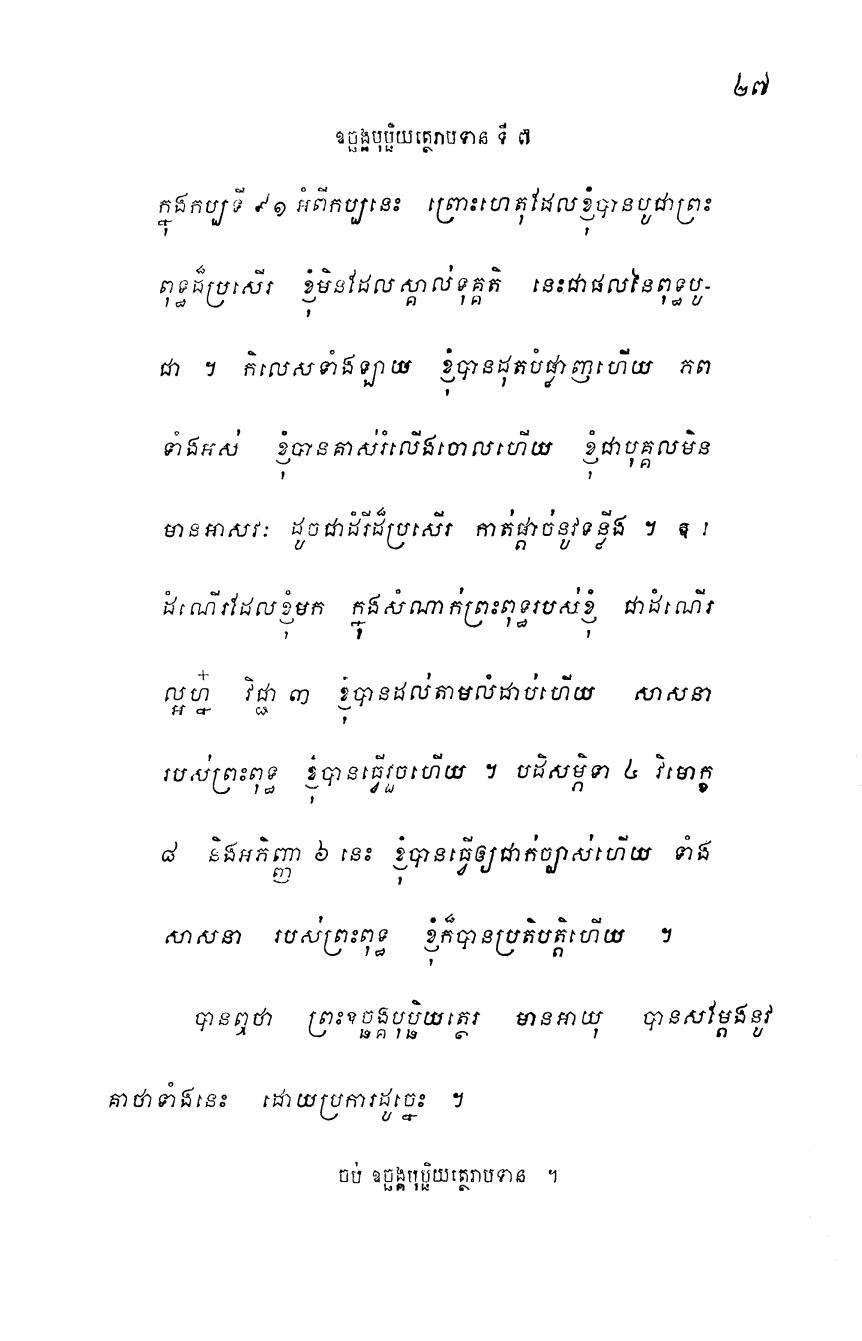 ២៧
ឧច្ឆង្គបុប្ផិយត្ថេរាបទាន ទី ៧
ក្នុងកប្បទី ៩១ អំពីកប្បនេះ ព្រោះហេតុដែលខ្ញុំបានបូជាព្រះ
ពុទ្ធដ៏ប្រសើរ ខ្ញុំមិនដែលស្គាល់ទុគ្គតិ នេះជាផលនៃពុទ្ធបូ-
ជា ។ កិលេសទាំងឡាយ ខ្ញុំបានដុតបំផ្លាញហើយ ភព
ទាំងអស់ ខ្ញុំបានគាស់រំលើងចោលហើយ ខ្ញុំជាបុគ្គលមិន
មានអាសវៈ ដូចជាដំរីដ៏ប្រសើរ កាត់ផ្តាច់នូវទន្លីង ។ ឱ !
ដំណើរដែលខ្ញុំមក ក្នុងសំណាក់ព្រះពុទ្ធរបស់ខ្ញុំ ជាដំណើរ
ល្អហ្ន៎ វិជ្ជា ៣ ខ្ញុំបានដល់តាមលំដាប់ហើយ សាសនា
របស់ព្រះពុទ្ធ ខ្ញុំបានធ្វើរួចហើយ ។ បដិសម្ភិទា ៤ វិមោក្ខ
៨ និងអភិញ្ញា ៦ នេះ ខ្ញុំបានធ្វើឲ្យជាក់ច្បាស់ហើយ ទាំង
សាសនា របស់ព្រះពុទ្ធ ខ្ញុំក៏បានប្រតិបត្តិហើយ ។
បានឮថា ព្រះឧច្ឆង្គបុប្ផិយត្ថេរ មានអាយុ បានសម្តែងនូវ
គាថាទាំងនេះ ដោយប្រការដូច្នេះ ។
ចប់ ឧច្ឆង្គបុប្ផិយត្ថេរាបទាន ។